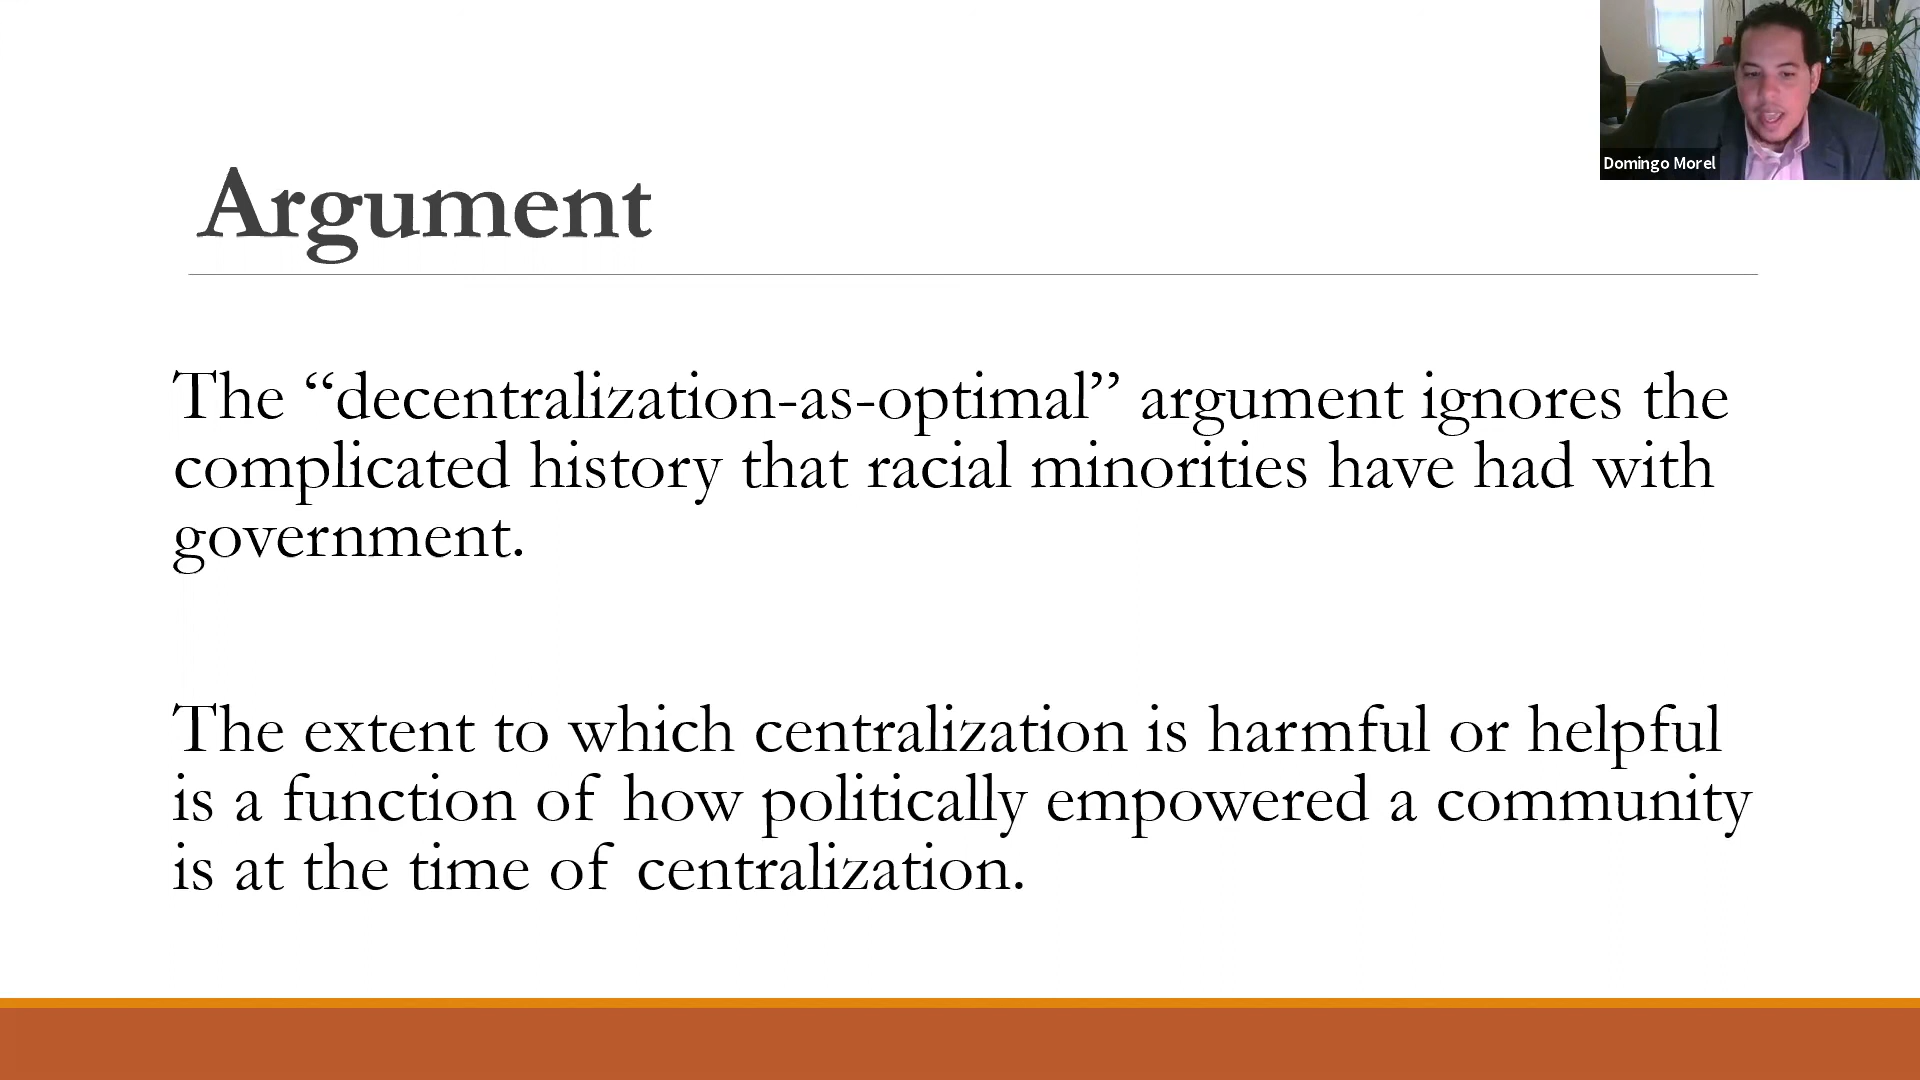 Domingo Morel
Argument
The “decentralization-as-optimal” argument ignores the
complicated history that racial minorities have had with
government.
The extent to which centralization is harmful or helpful
is a function of how politically empowered a community
is at the time of centralization.